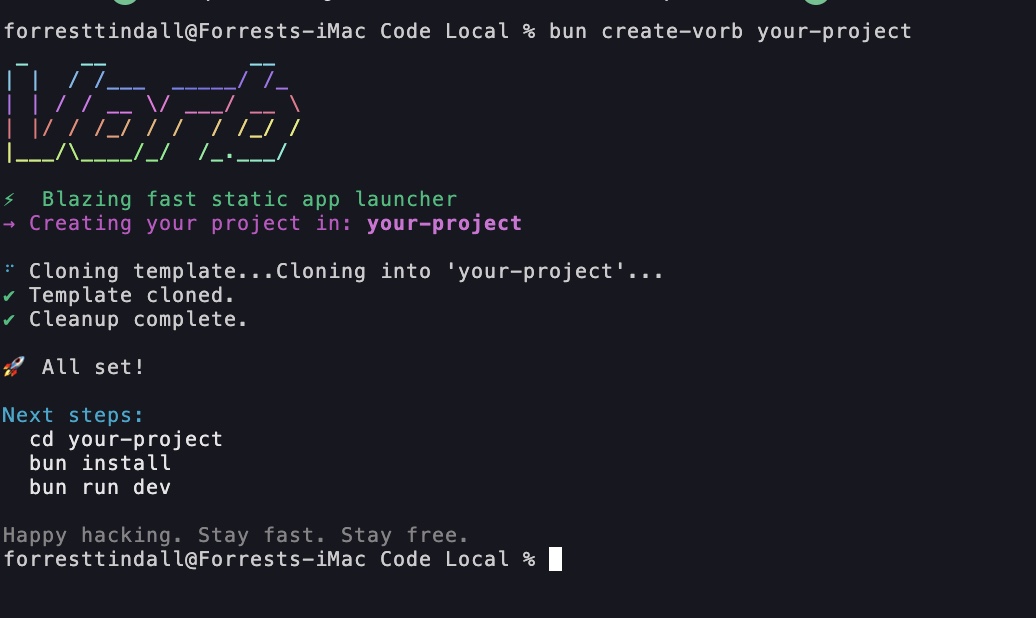 forresttindall@Forrests-iMac Code Local % bun create-vorb your-project
Vorb
⚡ Blazing fast static app launcher
→ Creating your project in: your-project
⠋ Cloning template...Cloning into 'your-project'...
✔ Template cloned.
✔ Cleanup complete.
🚀 All set!
Next steps:
cd your-project
bun install
bun run dev
Happy hacking. Stay fast. Stay free.
forresttindall@Forrests-iMac Code Local %